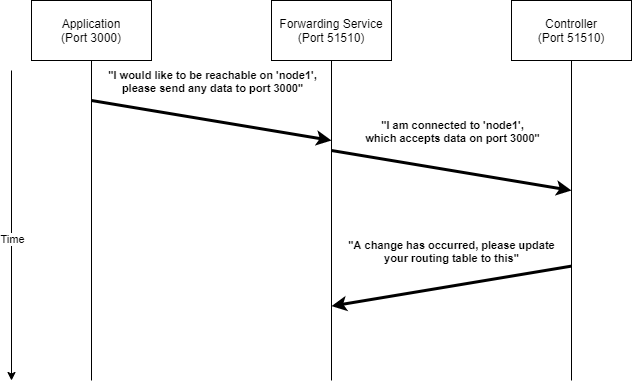 Application
(Port 3000)
Forwarding Service
(Port 51510)
Controller
(Port 51510)
"I would like to be reachable on 'node1',
please send any data to port 3000"
"I am connected to 'node1',
which accepts data on port 3000"
Time
"A change has occurred, please update
your routing table to this"